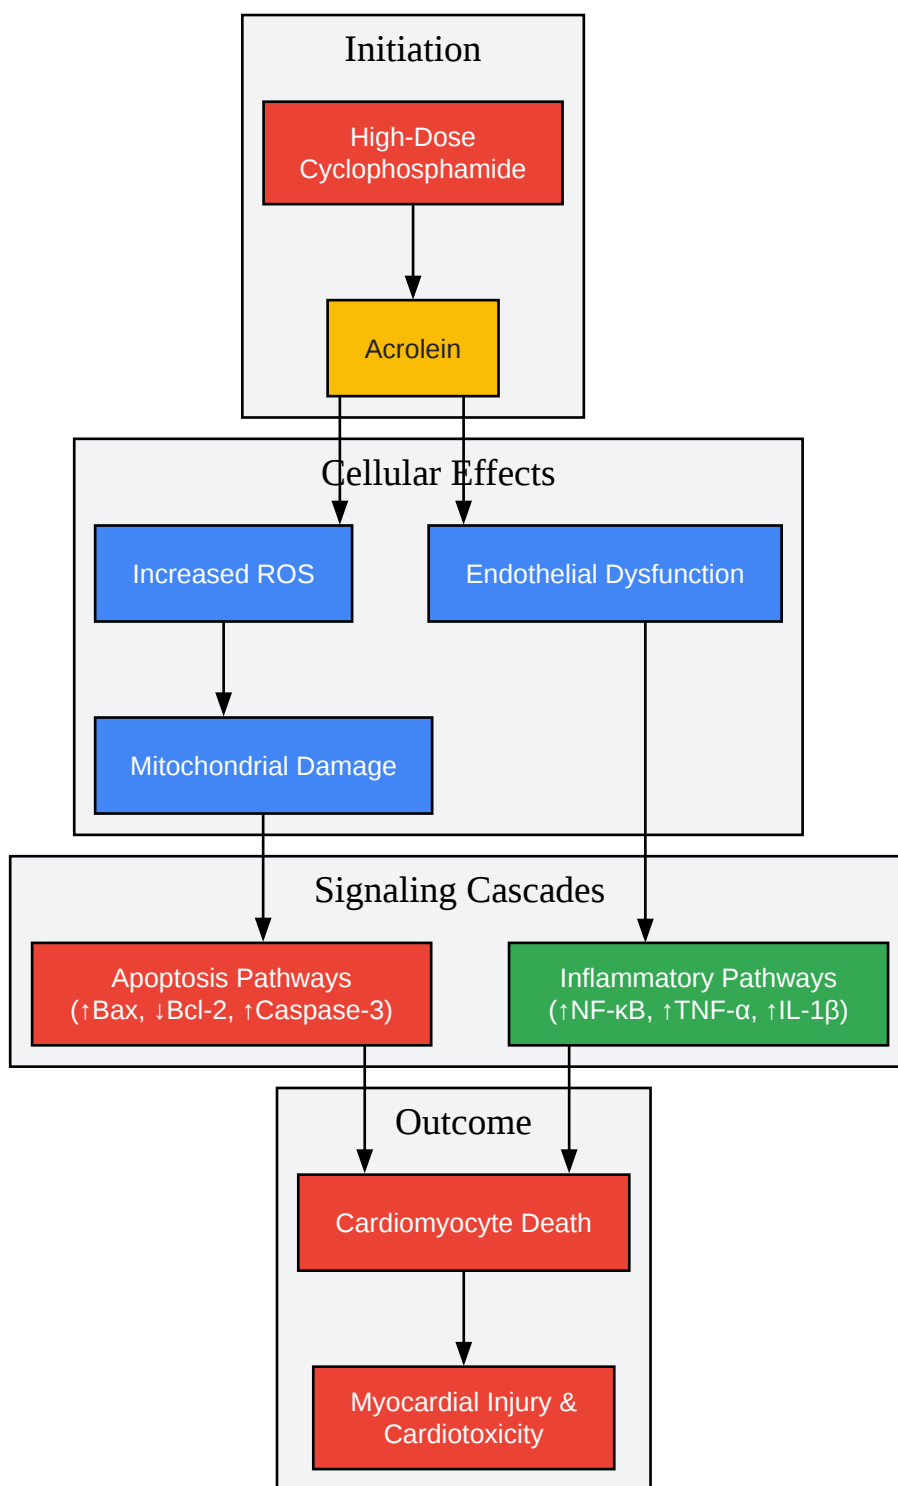 Initiation
High-Dose
Cyclophosphamide
Acrolein
Cellular Effects
Increased ROS
Endothelial Dysfunction
Mitochondrial Damage
Signaling Cascades
Apoptosis Pathways
(↑Bax, ↓Bcl-2, ↑Caspase-3)
Inflammatory Pathways
(↑NF-κB, ↑TNF-α, ↑IL-1β)
Outcome
Cardiomyocyte Death
Myocardial Injury &
Cardiotoxicity